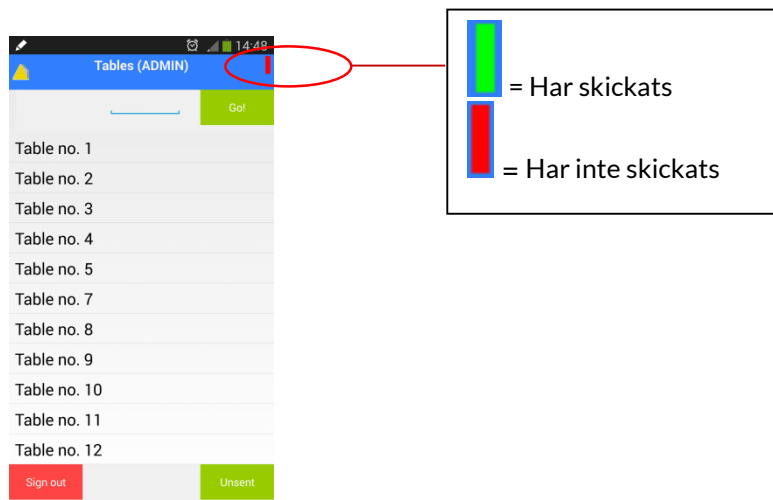 14:48
Tables (ADMIN)
Go!
Table no. 1
Table no. 2
Table no. 3
Table no. 4
Table no. 5
Table no. 7
Table no. 8
Table no. 9
Table no. 10
Table no. 11
Table no. 12
Sign out
Unsent
= Har skickats
= Har inte skickats